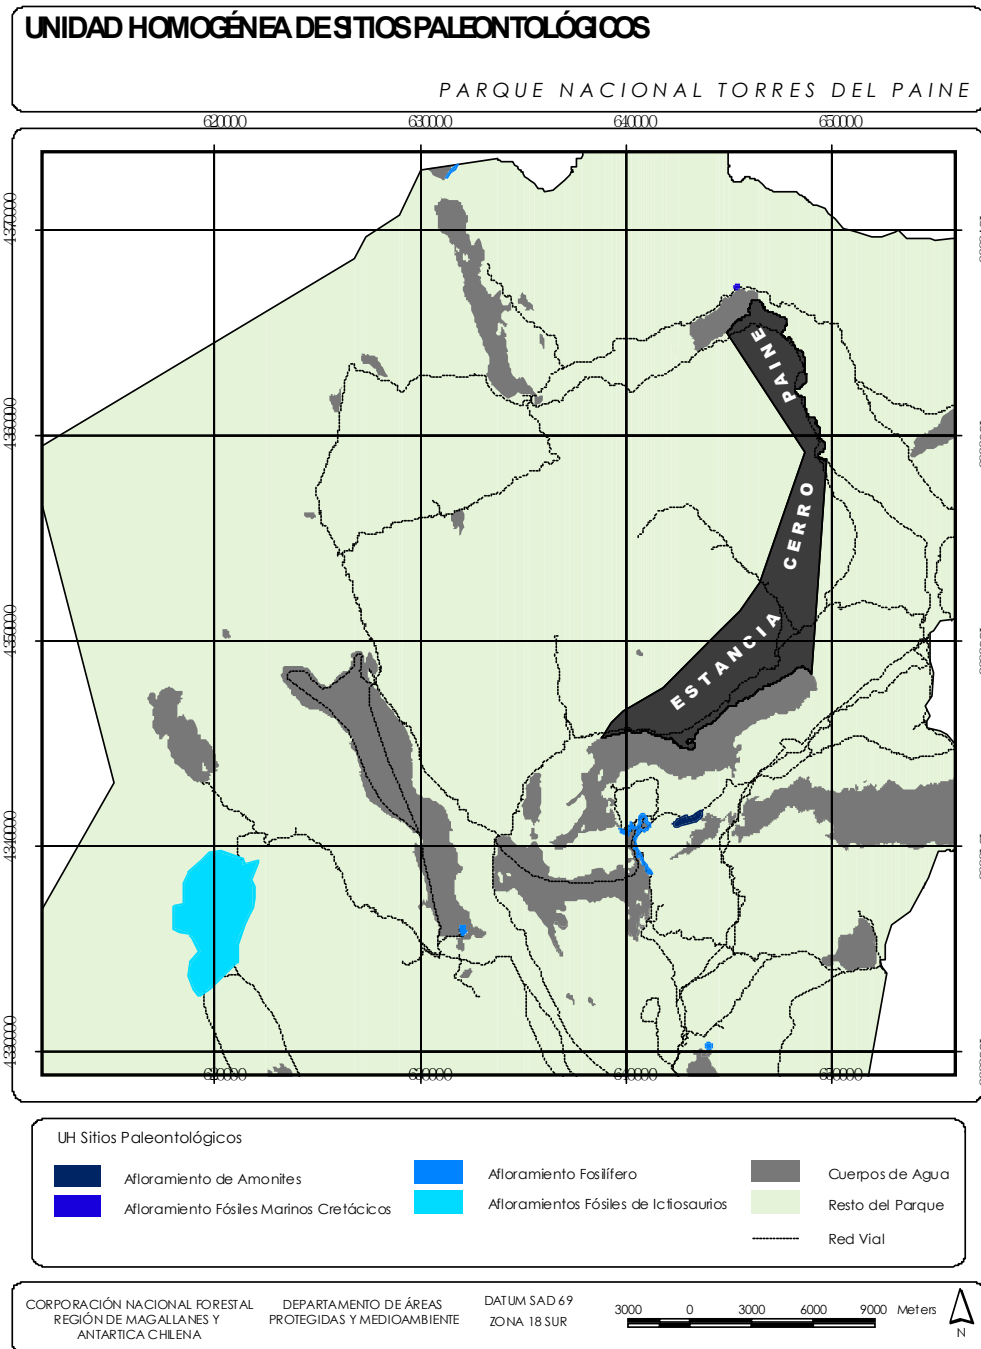 UNIDAD HOMOGÉNEA DE SITIOS PALEONTOLÓGICOS
PARQUE NACIONAL TORRES DEL PAINE
620000 630000 640000 650000
4370000
4360000
4350000
4340000
4330000
PAINE
CERRO
ESTANCIA
620000 630000 640000 650000
UH Sitios Paleontológicos
Afloramiento de Amonites
Afloramiento Fósiles Marinos Cretácicos
Afloramiento Fosilífero
Afloramientos Fósiles de Ictiosaurios
Cuerpos de Agua
Resto del Parque
Red Vial
CORPORACIÓN NACIONAL FORESTAL
REGIÓN DE MAGALLANES Y
ANTARTICA CHILENA
DEPARTAMENTO DE ÁREAS
PROTEGIDAS Y MEDIOAMBIENTE
DATUM SAD 69
ZONA 18 SUR
3000 0 3000 6000 9000 Meters
N